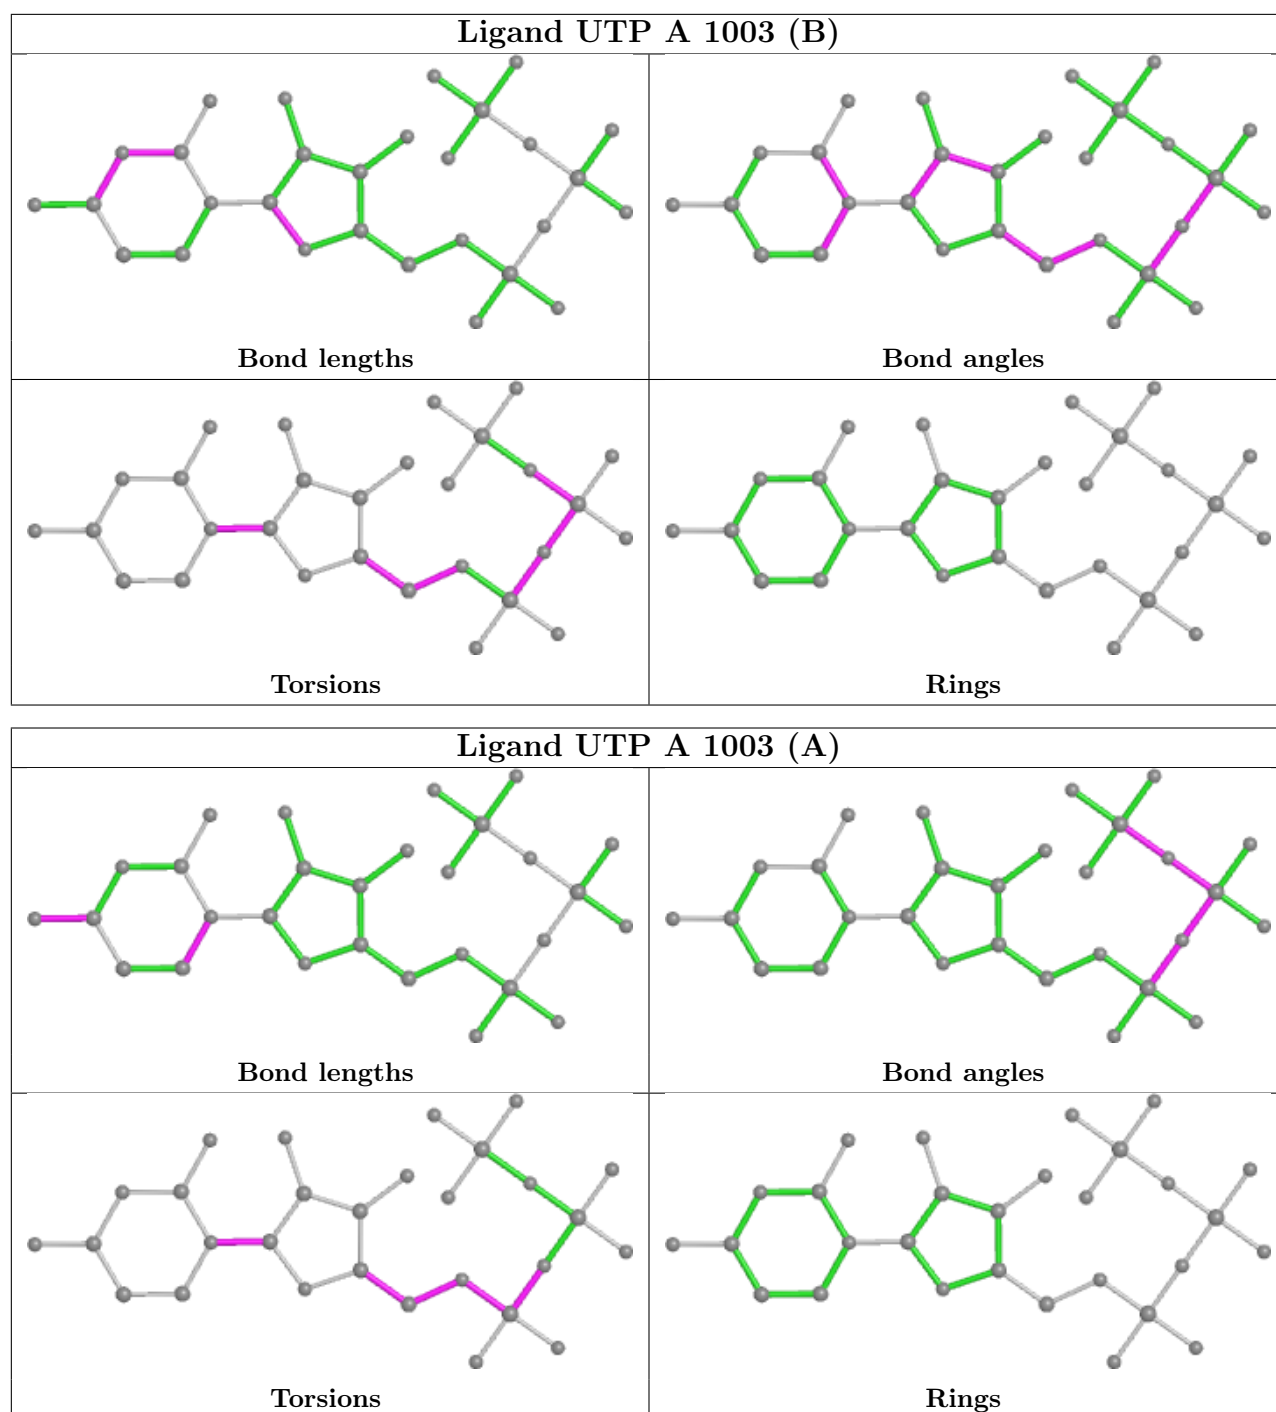 Ligand UTP A 1003 (B)
Bond lengths
Bond angles
Torsions
Rings
Ligand UTP A 1003 (A)
Bond lengths
Bond angles
Torsions
Rings